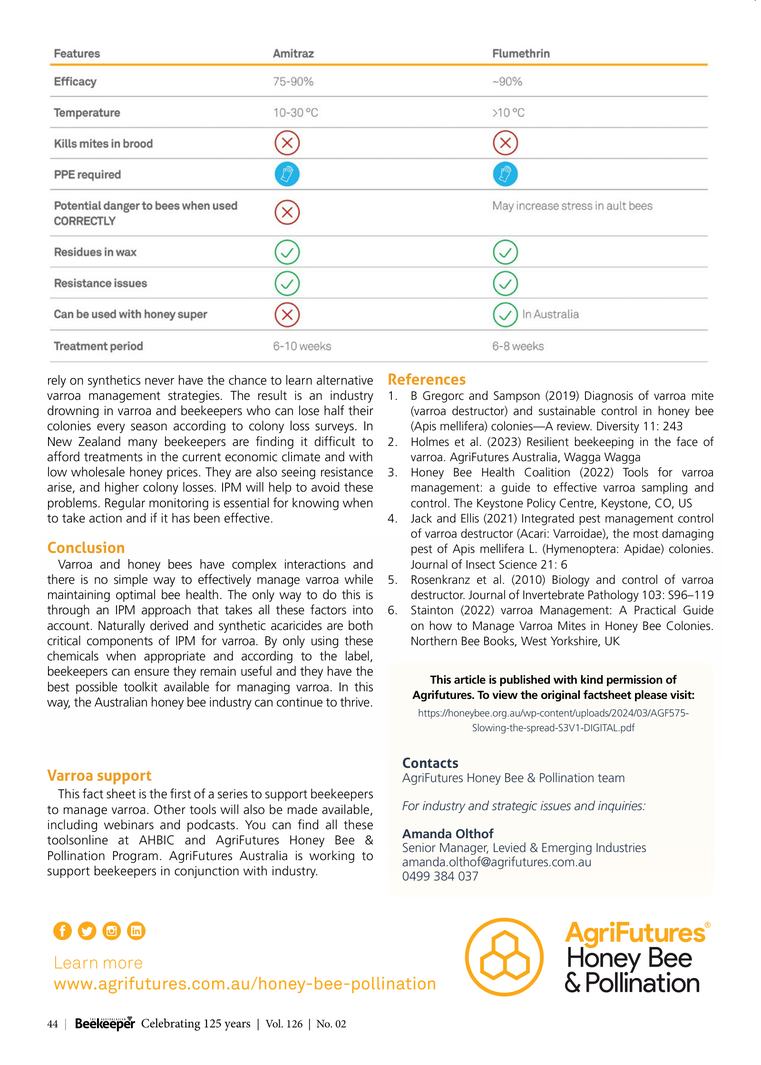 Features Amitraz Flumethrin
Efficacy 75-90% ~90%
Temperature 10-30 °C >10 °C
Kills mites in brood
PPE required
Potential danger to bees when used May increase stress in ault bees
CORRECTLY
Residues in wax
Resistance issues
Can be used with honey super In Australia
Treatment period 6-10 weeks 6-8 weeks
rely on synthetics never have the chance to learn alternative
varroa management strategies. The result is an industry
drowning in varroa and beekeepers who can lose half their
colonies every season according to colony loss surveys. In
New Zealand many beekeepers are finding it difficult to
afford treatments in the current economic climate and with
low wholesale honey prices. They are also seeing resistance
arise, and higher colony losses. IPM will help to avoid these
problems. Regular monitoring is essential for knowing when
to take action and if it has been effective.
Conclusion
Varroa and honey bees have complex interactions and
there is no simple way to effectively manage varroa while
maintaining optimal bee health. The only way to do this is
through an IPM approach that takes all these factors into
account. Naturally derived and synthetic acaricides are both
critical components of IPM for varroa. By only using these
chemicals when appropriate and according to the label,
beekeepers can ensure they remain useful and they have the
best possible toolkit available for managing varroa. In this
way, the Australian honey bee industry can continue to thrive.
Varroa support
This fact sheet is the first of a series to support beekeepers
to manage varroa. Other tools will also be made available,
including webinars and podcasts. You can find all these
toolsonline at AHBIC and AgriFutures Honey Bee &
Pollination Program. AgriFutures Australia is working to
support beekeepers in conjunction with industry.
References
1. B Gregorc and Sampson (2019) Diagnosis of varroa mite
(varroa destructor) and sustainable control in honey bee
(Apis mellifera) colonies—A review. Diversity 11: 243
2. Holmes et al. (2023) Resilient beekeeping in the face of
varroa. AgriFutures Australia, Wagga Wagga
3. Honey Bee Health Coalition (2022) Tools for varroa
management: a guide to effective varroa sampling and
control. The Keystone Policy Centre, Keystone, CO, US
4. Jack and Ellis (2021) Integrated pest management control
of varroa destructor (Acari: Varroidae), the most damaging
pest of Apis mellifera L. (Hymenoptera: Apidae) colonies.
Journal of Insect Science 21: 6
5. Rosenkranz et al. (2010) Biology and control of varroa
destructor. Journal of Invertebrate Pathology 103: S96–119
6. Stainton (2022) varroa Management: A Practical Guide
on how to Manage Varroa Mites in Honey Bee Colonies.
Northern Bee Books, West Yorkshire, UK
This article is published with kind permission of
Agrifutures. To view the original factsheet please visit:
https://honeybee.org.au/wp-content/uploads/2024/03/AGF575-
Slowing-the-spread-S3V1-DIGITAL.pdf
Contacts
AgriFutures Honey Bee & Pollination team
For industry and strategic issues and inquiries:
Amanda Olthof
Senior Manager, Levied & Emerging Industries
amanda.olthof@agrifutures.com.au
0499 384 037
Learn more
www.agrifutures.com.au/honey-bee-pollination
AgriFutures®
Honey Bee
& Pollination
44 | Beekeeper Celebrating 125 years | Vol. 126 | No. 02